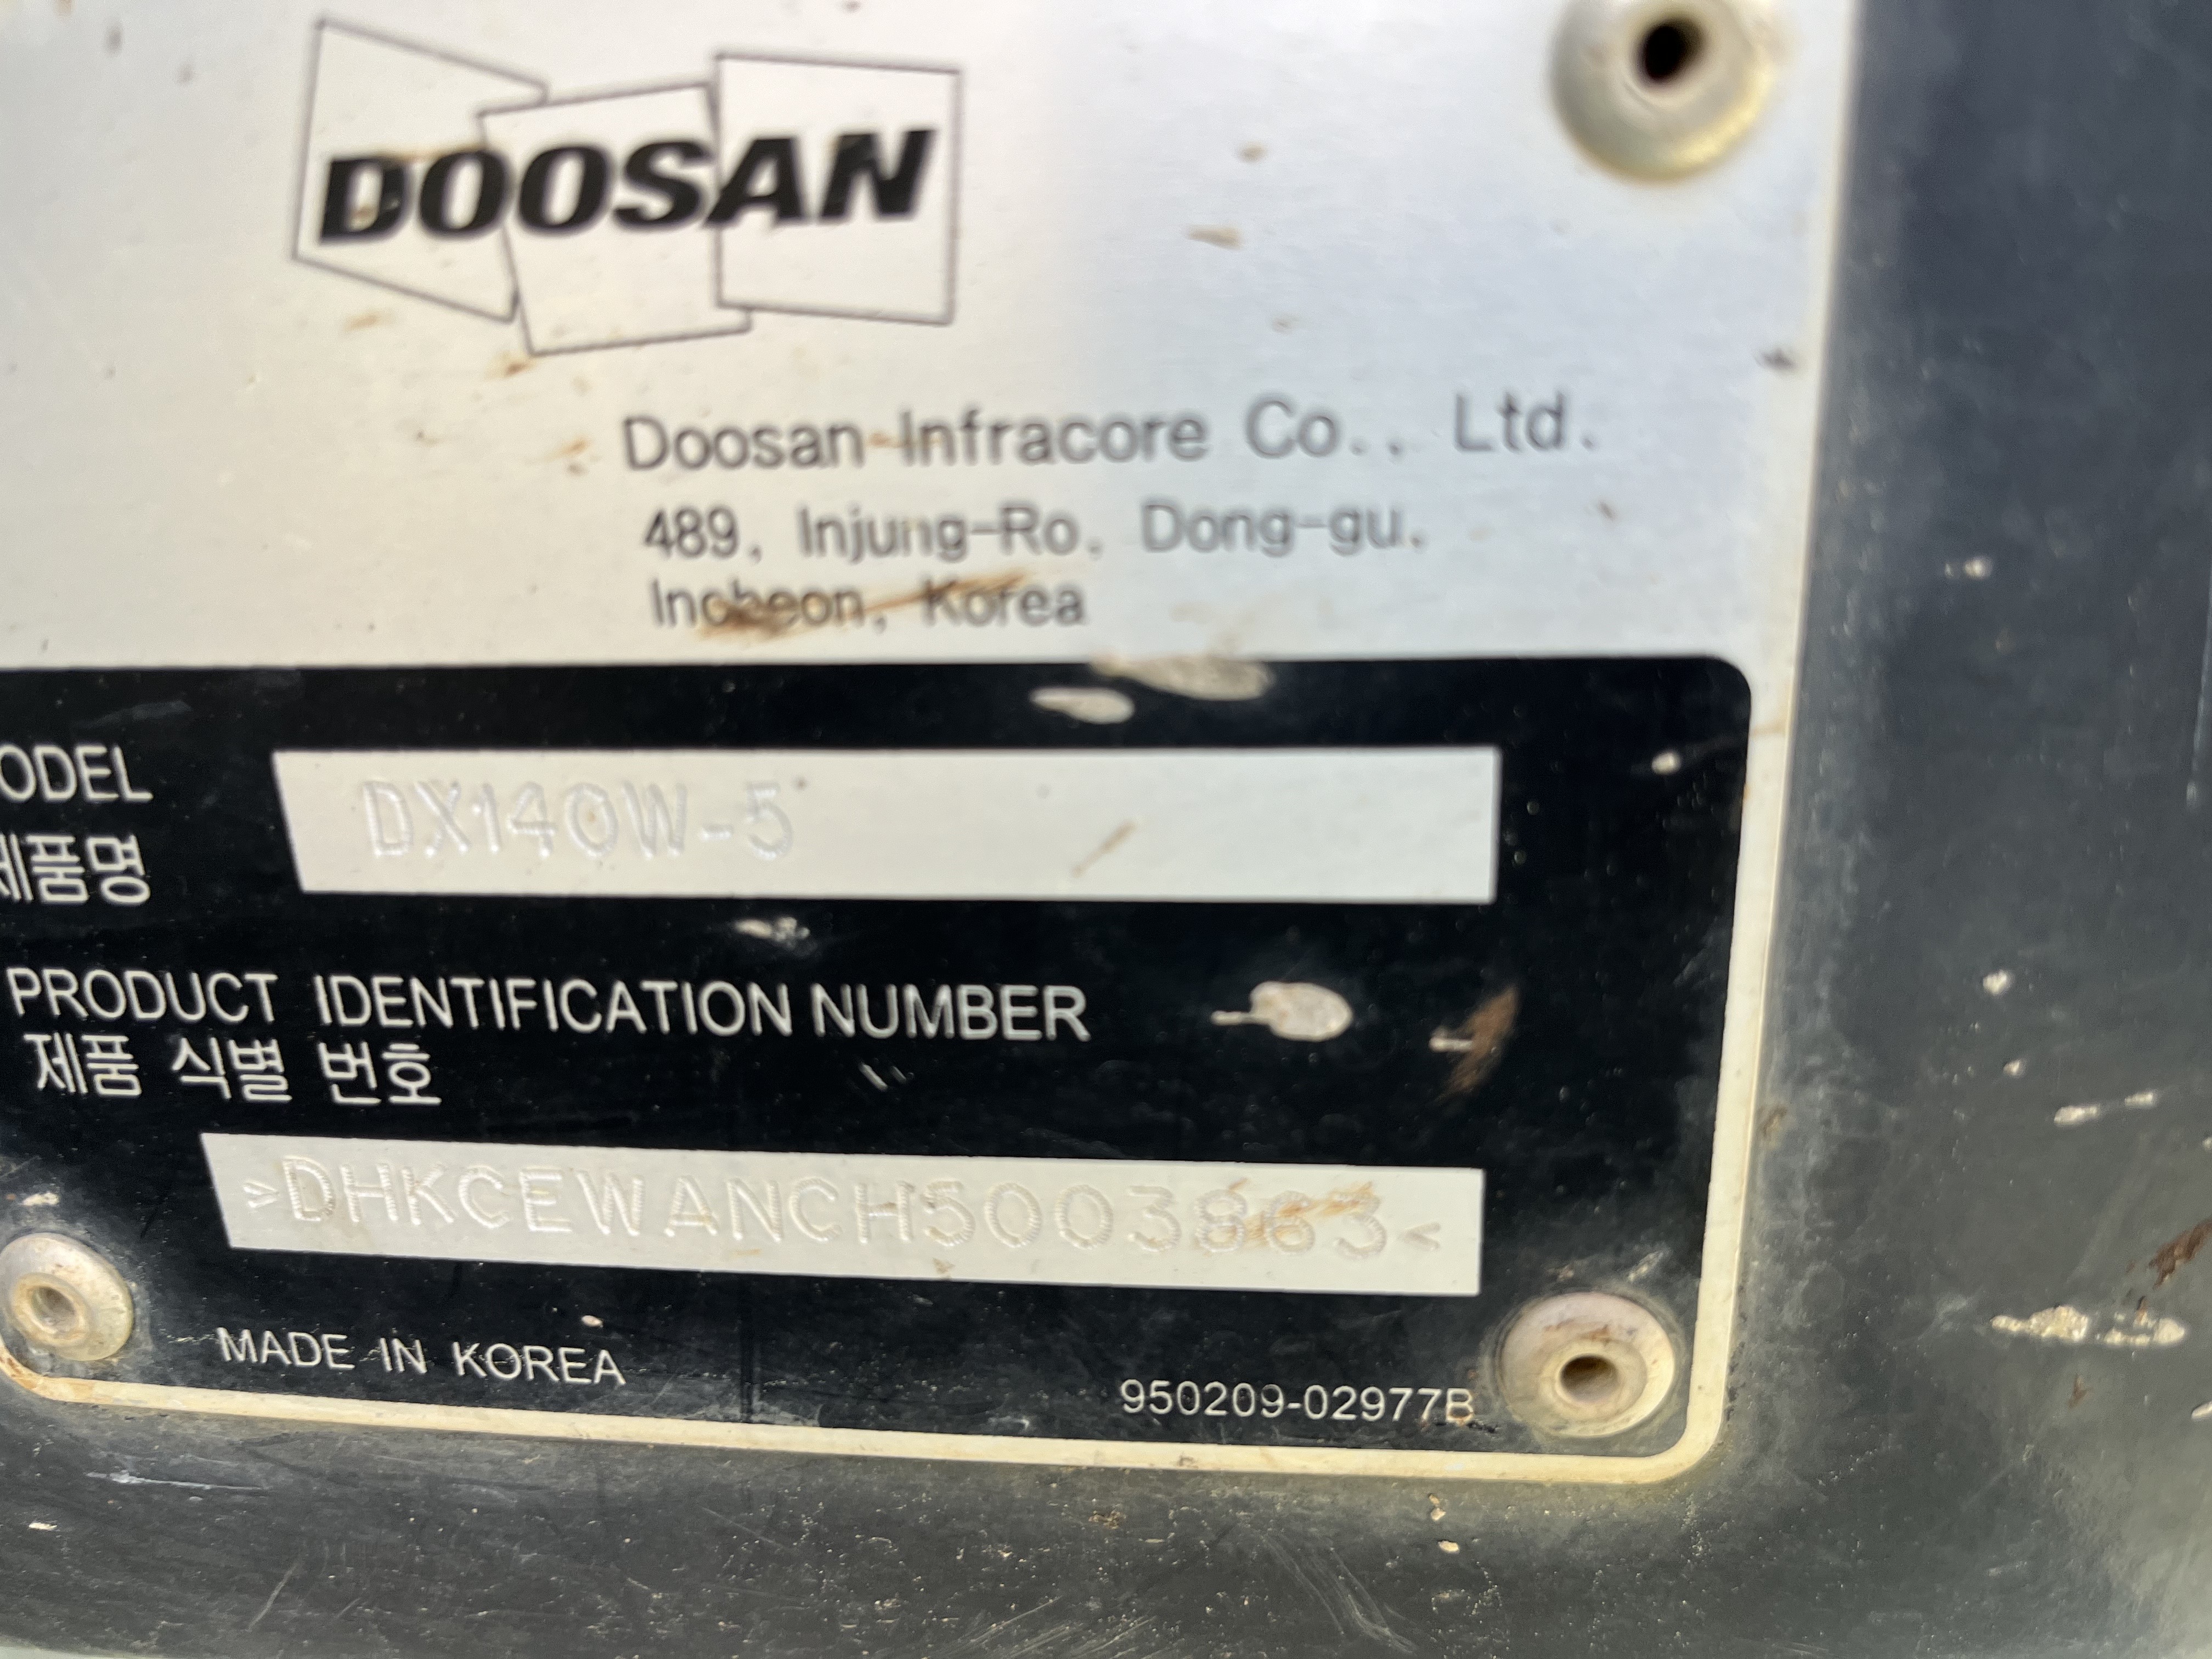 DOOSAN
Doosan Infracore Co., Ltd.
489, Injung-Ro, Dong-gu,
Incheon, Korea
ODEL
제품명
DX140W-5
PRODUCT IDENTIFICATION NUMBER
제품 식별 번호
>DHKCEWANCH5003863<
MADE IN KOREA
950209-02977B